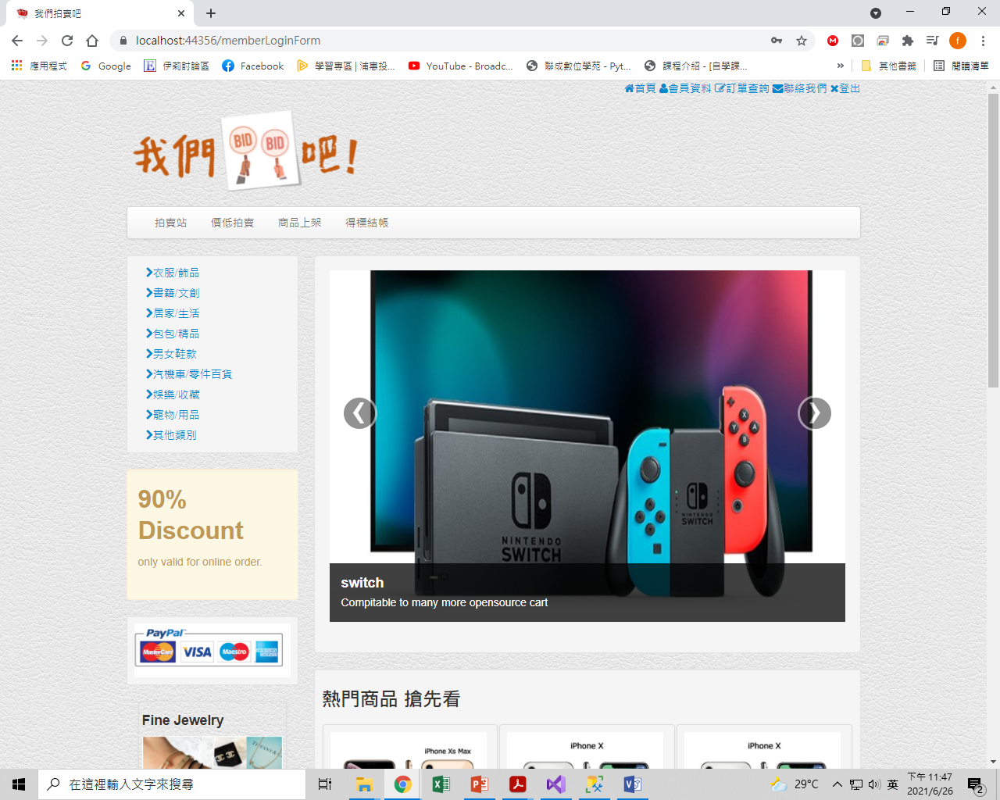 我們拍賣吧
localhost:44356/memberLoginForm
應用程式 Google 伊莉討論區 Facebook 學習專區 | 浦惠投... YouTube - Broadc... 聯成數位學苑 - Pyt... 課程介紹 - [自學課... » 其他書籤 閱讀清單
首頁 會員資料 訂單查詢 聯絡我們 登出
我們 BID BID 吧!
拍賣站 價低拍賣 商品上架 得標結帳
衣服/飾品
書籍/文創
居家/生活
包包/精品
男女鞋款
汽機車/零件百貨
娛樂/收藏
寵物/用品
其他類別
90%
Discount
only valid for online order.
PayPal
MasterCard VISA Maestro
Fine Jewelry
NINTENDO
SWITCH
NINTENDO
SWITCH
X
Y A
B
switch
Compitable to many more opensource cart
熱門商品 搶先看
iPhone Xs Max
iPhone X
iPhone X
在這裡輸入文字來搜尋
29°C
英
下午 11:47
2021/6/26
2